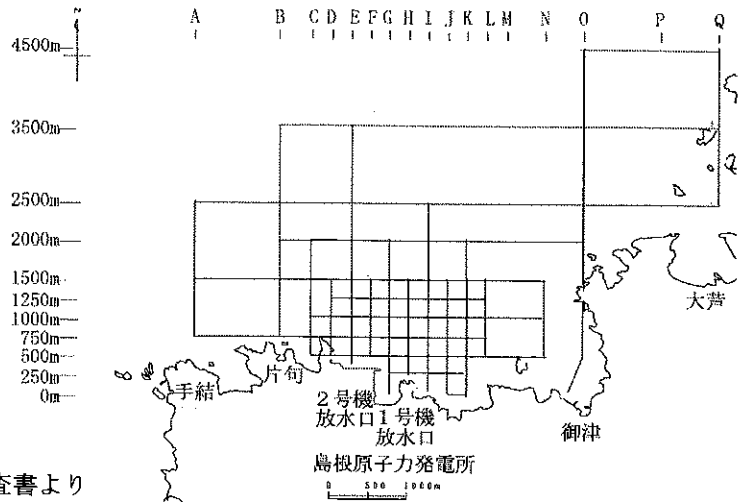 A B C D E F G H I J K L M N O P Q
N
4500m
3500m
2500m
2000m
1500m
1250m
1000m
750m
500m
250m
0m
大芦
手結
片句
2号機
放水口
1号機
放水口
御津
島根原子力発電所
0 500 1000m
査書より